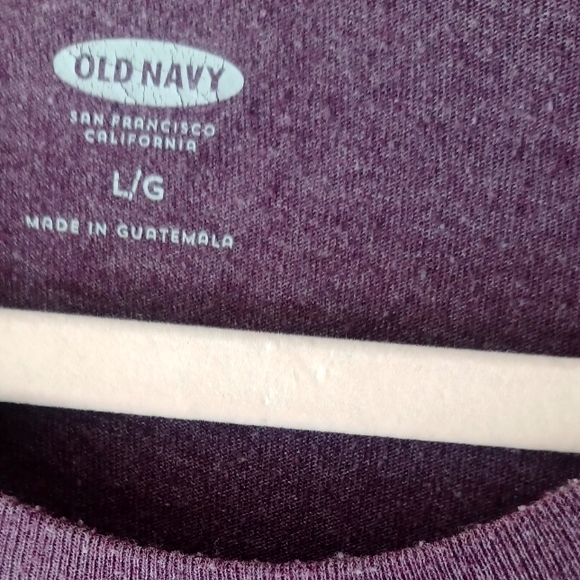 OLD NAVY
SAN FRANCISCO
CALIFORNIA
L/G
MADE IN GUATEMALA